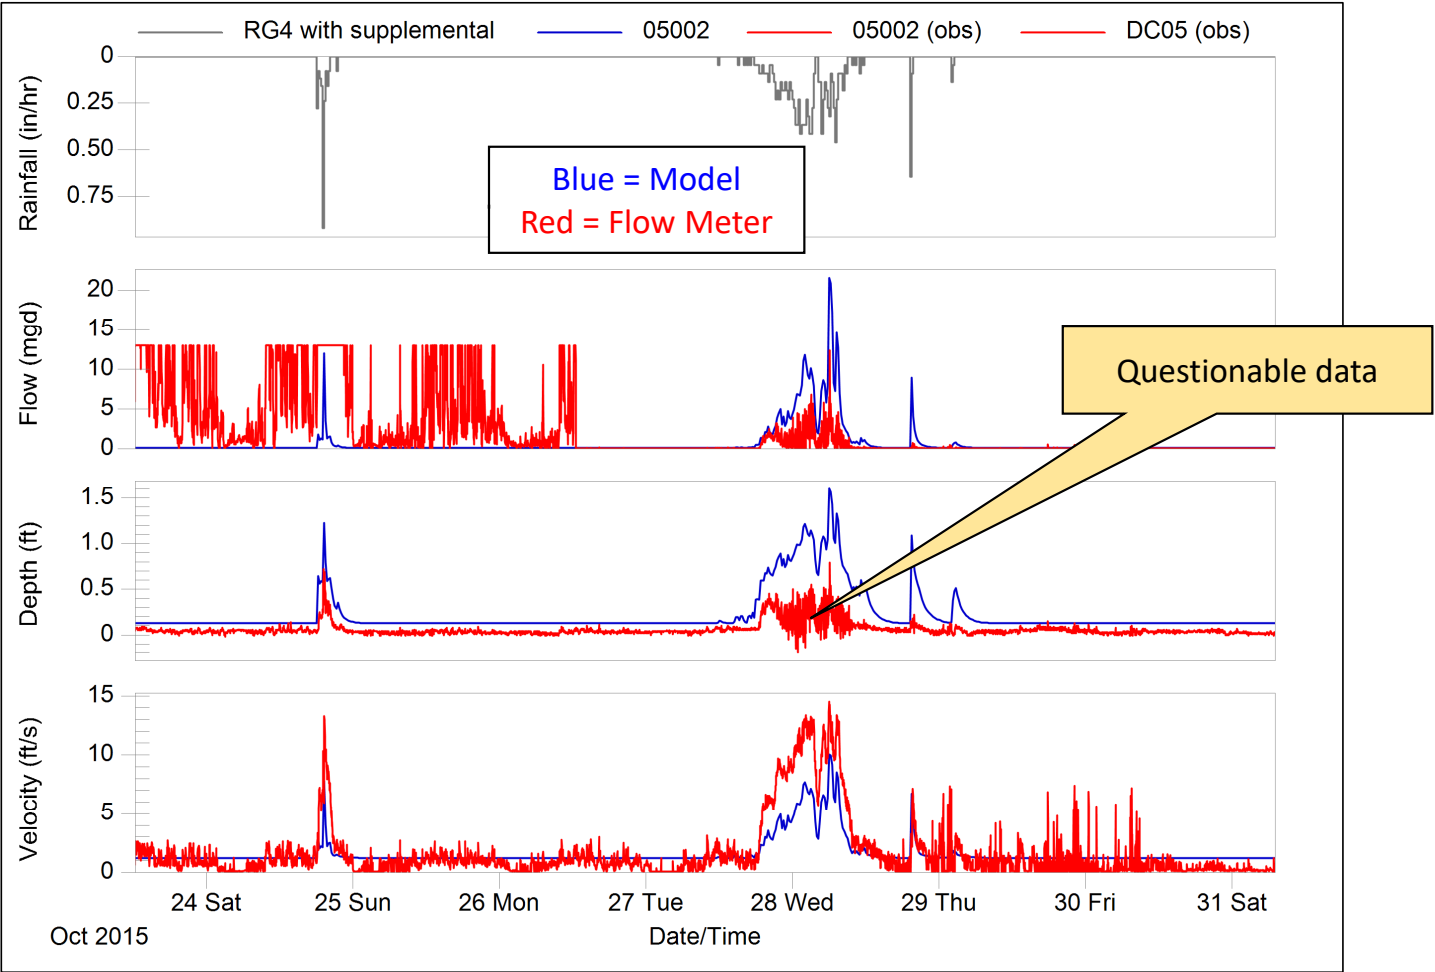 RG4 with supplemental 05002 05002 (obs) DC05 (obs)
Rainfall (in/hr)
0
0.25
0.50
0.75
Blue = Model
Red = Flow Meter
Flow (mgd)
20
15
10
5
0
Questionable data
Depth (ft)
1.5
1.0
0.5
0
Velocity (ft/s)
15
10
5
0
24 Sat 25 Sun 26 Mon 27 Tue 28 Wed 29 Thu 30 Fri 31 Sat
Oct 2015 Date/Time